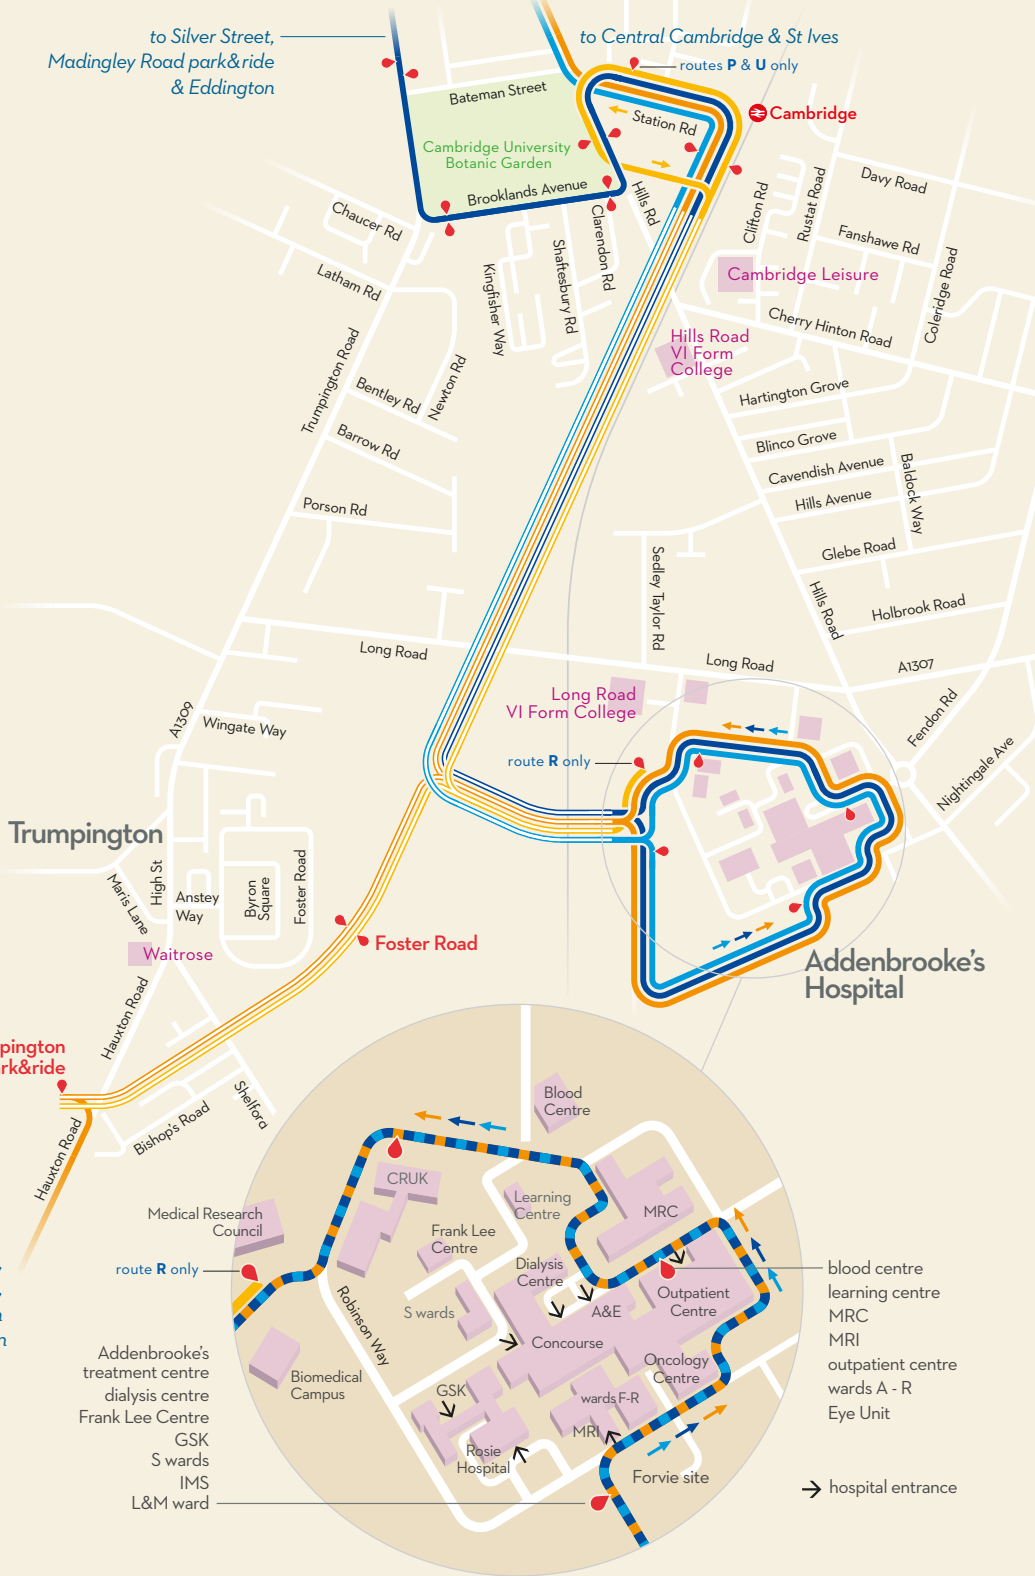 to Silver Street,
Madingley Road park&ride
& Eddington
to Central Cambridge & St Ives
routes P & U only
Bateman Street
Station Rd
Cambridge
Cambridge University
Botanic Garden
Brooklands Avenue
Hills Rd
Clifton Rd
Rustat Road
Davy Road
Fanshawe Rd
Coleridge Road
Chaucer Rd
Latham Rd
Kingfisher Way
Shaftesbury Rd
Clarendon Rd
Cambridge Leisure
Cherry Hinton Road
Hills Road
VI Form
College
Trumpington Road
Newton Rd
Bentley Rd
Barrow Rd
Hartington Grove
Blinco Grove
Cavendish Avenue
Baldock Way
Hills Avenue
Porson Rd
Glebe Road
Sedley Taylor Rd
Hills Road
Holbrook Road
Long Road
Long Road
A1307
Long Road
VI Form College
Fendon Rd
A1309
Wingate Way
route R only
Nightingale Ave
Trumpington
High St
Maris Lane
Anstey
Way
Byron
Square
Foster Road
Waitrose
Foster Road
Addenbrooke's
Hospital
Hauxton Road
pington
rk&ride
Shelford
Bishop's Road
Hauxton Road
Blood
Centre
CRUK
Learning
Centre
MRC
Medical Research
Council
Frank Lee
Centre
route R only
Dialysis
Centre
S wards
A&E
Outpatient
Centre
Robinson Way
Concourse
Oncology
Centre
Biomedical
Campus
GSK
wards F-R
MRI
Rosie
Hospital
Forvie site
n
Addenbrooke's
treatment centre
dialysis centre
Frank Lee Centre
GSK
S wards
IMS
L&M ward
blood centre
learning centre
MRC
MRI
outpatient centre
wards A - R
Eye Unit
hospital entrance